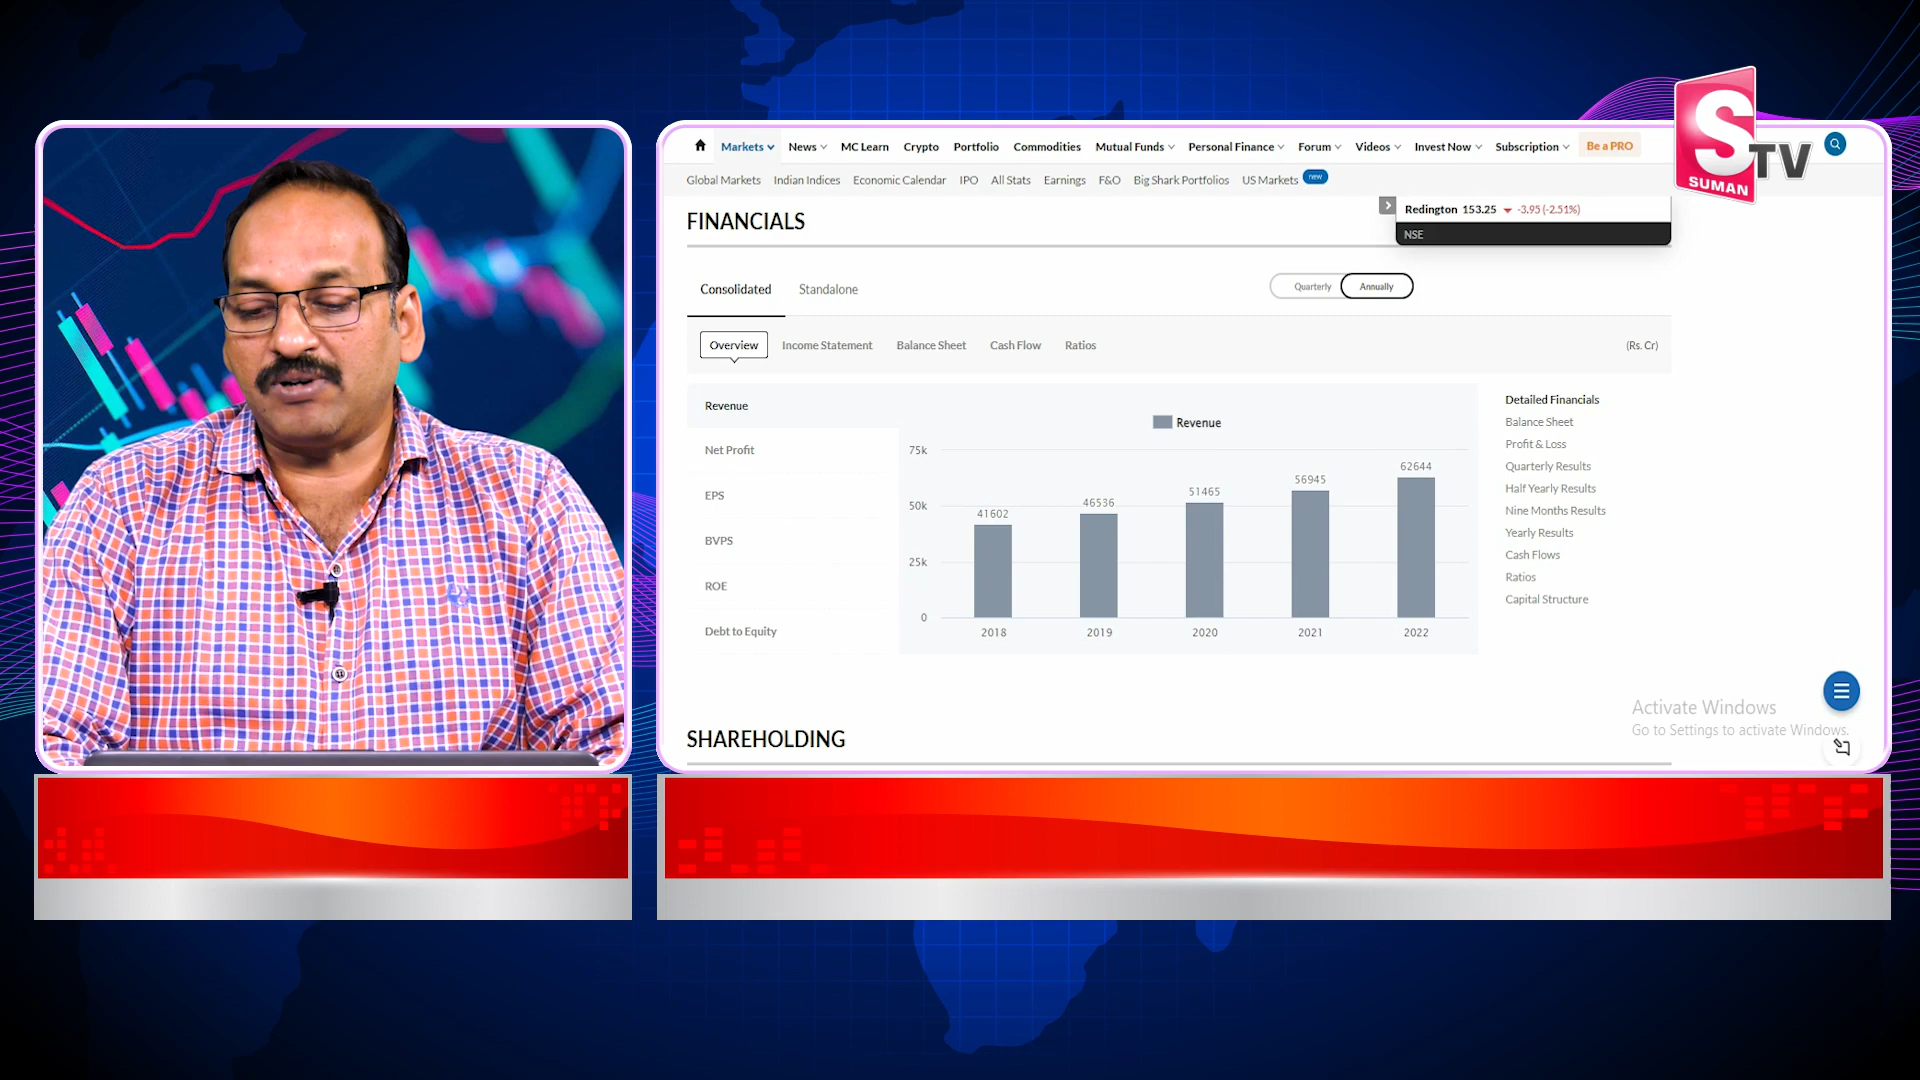 S
TV
SUMAN
Markets News MC Learn Crypto Portfolio Commodities Mutual Funds Personal Finance Forum Videos Invest Now Subscription Be a PRO
Global Markets Indian Indices Economic Calendar IPO All Stats Earnings F&O Big Shark Portfolios US Markets new
Redington 153.25 -3.95 (-2.51%)
NSE
FINANCIALS
Consolidated Standalone
Quarterly Annually
Overview Income Statement Balance Sheet Cash Flow Ratios
(Rs. Cr)
Revenue
Net Profit
EPS
BVPS
ROE
Debt to Equity
Revenue
75k
50k
25k
0
41602
46536
51465
56945
62644
2018 2019 2020 2021 2022
Detailed Financials
Balance Sheet
Profit & Loss
Quarterly Results
Half Yearly Results
Nine Months Results
Yearly Results
Cash Flows
Ratios
Capital Structure
Activate Windows
Go to Settings to activate Windows.
SHAREHOLDING